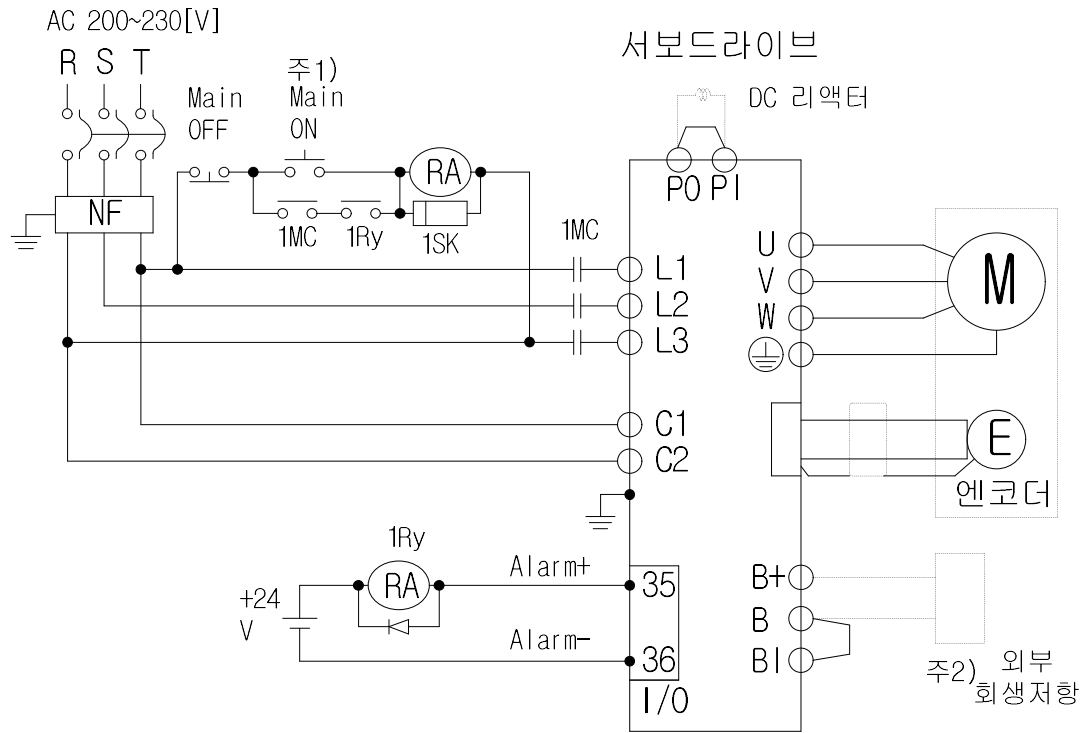 AC 200~230[V]
R S T
Main
OFF
주1)
Main
ON
서보드라이브
DC 리액터
RA
PO PI
NF
1MC 1Ry 1SK
1MC
L1
L2
L3
C1
C2
U
V
W
M
E
엔코더
1Ry
RA
Alarm+
35
+24
V
Alarm-
36
I/O
B+
B
BI
주2) 외부
회생저항